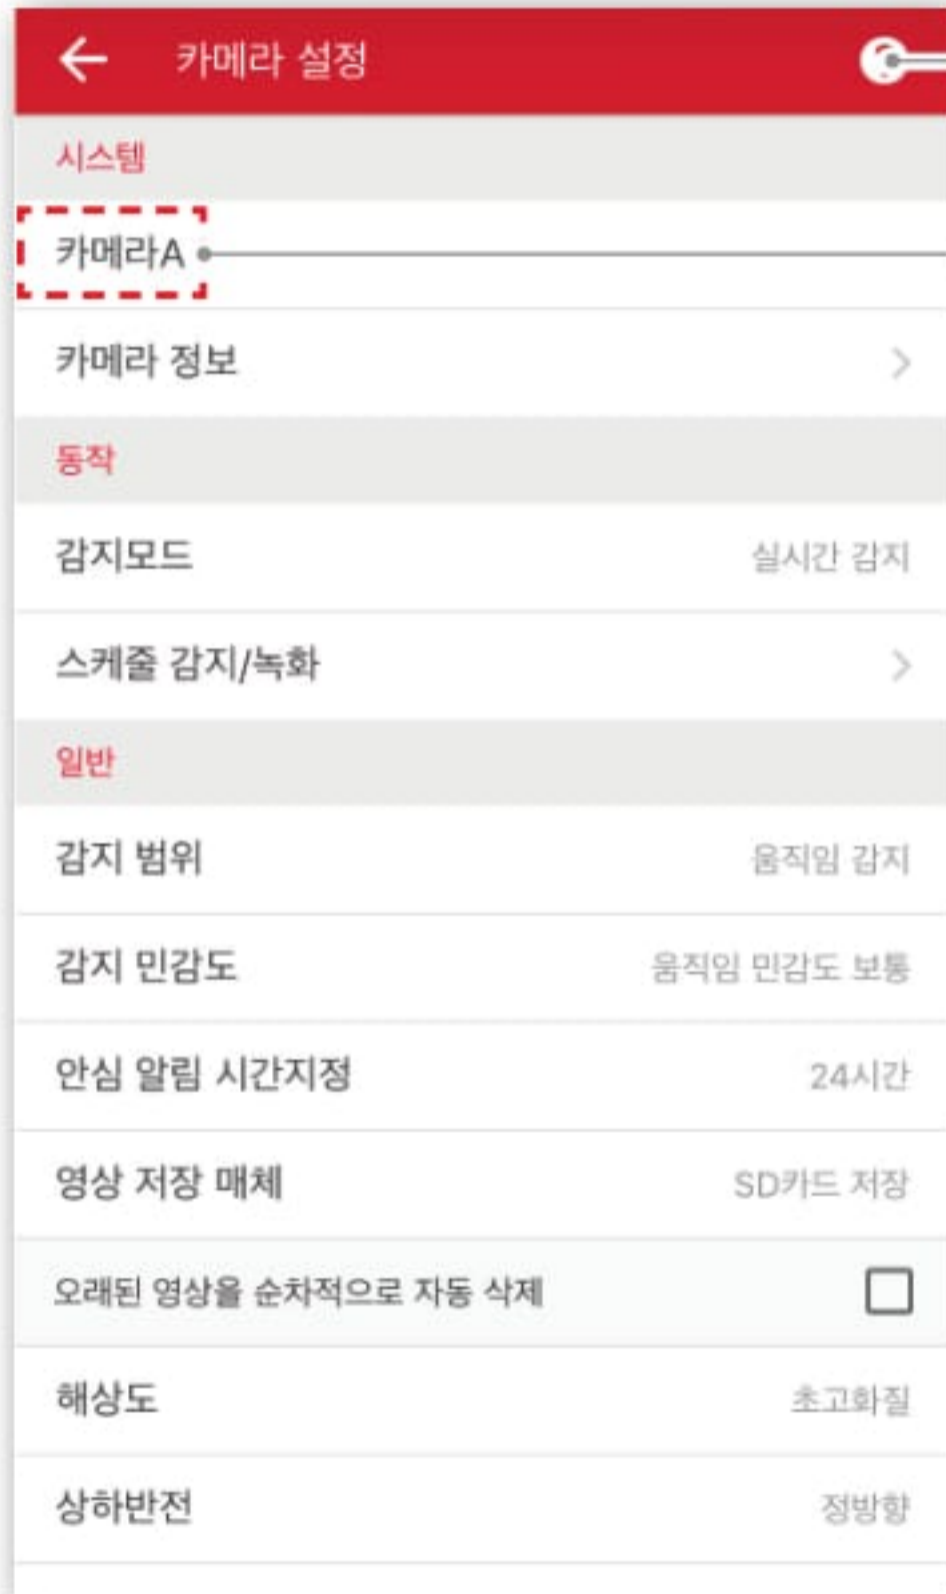 카메라 설정
시스템
카메라A
카메라 정보
동작
감지모드 실시간 감지
스케줄 감지/녹화
일반
감지 범위 움직임 감지
감지 민감도 움직임 민감도 보통
안심 알림 시간지정 24시간
영상 저장 매체 SD카드 저장
오래된 영상을 순차적으로 자동 삭제
해상도 초고화질
상하반전 정방향